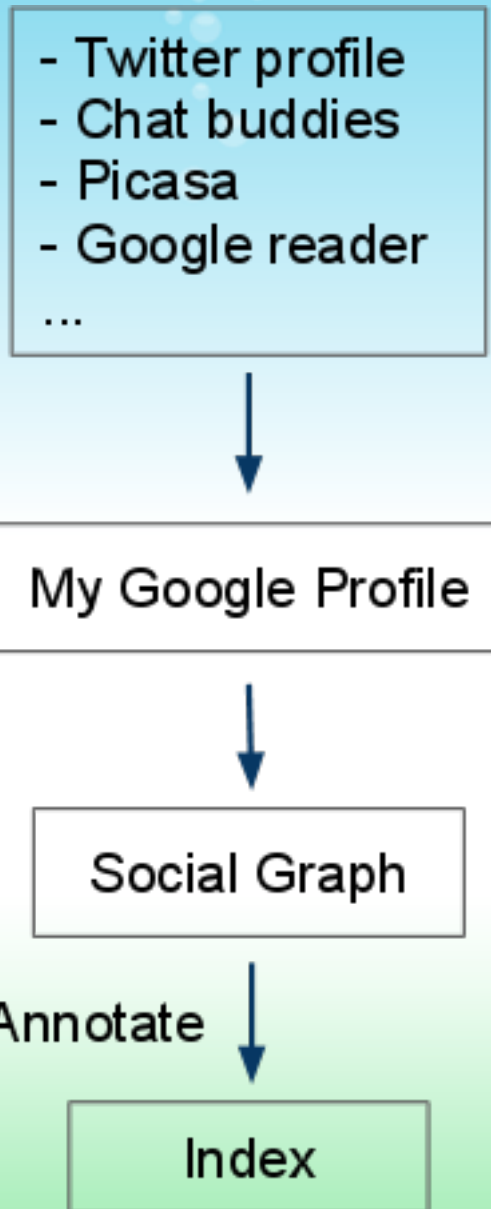 - Twitter profile
- Chat buddies
- Picasa
- Google reader
...
My Google Profile
Social Graph
Annotate
Index